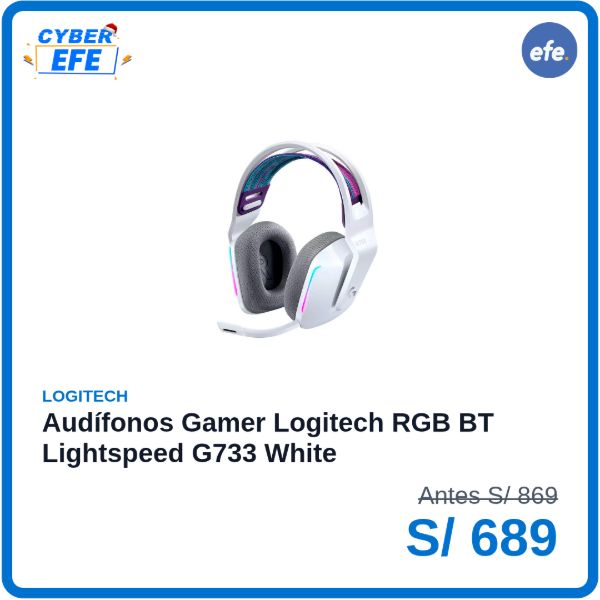 CYBER
EFE
efe.
LOGITECH
Audífonos Gamer Logitech RGB BT
Lightspeed G733 White
Antes S/ 869
S/ 689